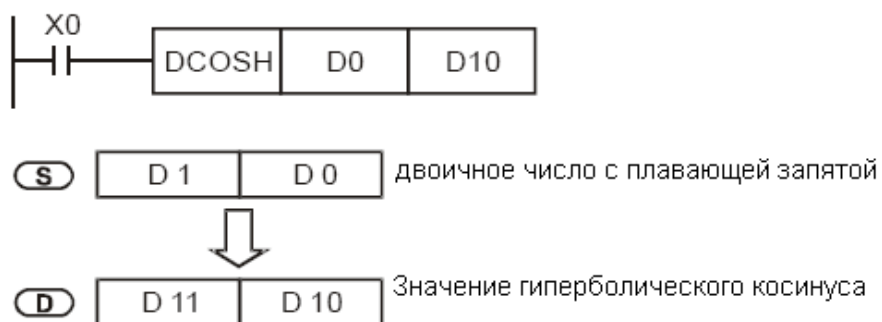 X0
DCOSH D0 D10
S D 1 D 0 двоичное число с плавающей запятой
D D 11 D 10 Значение гиперболического косинуса